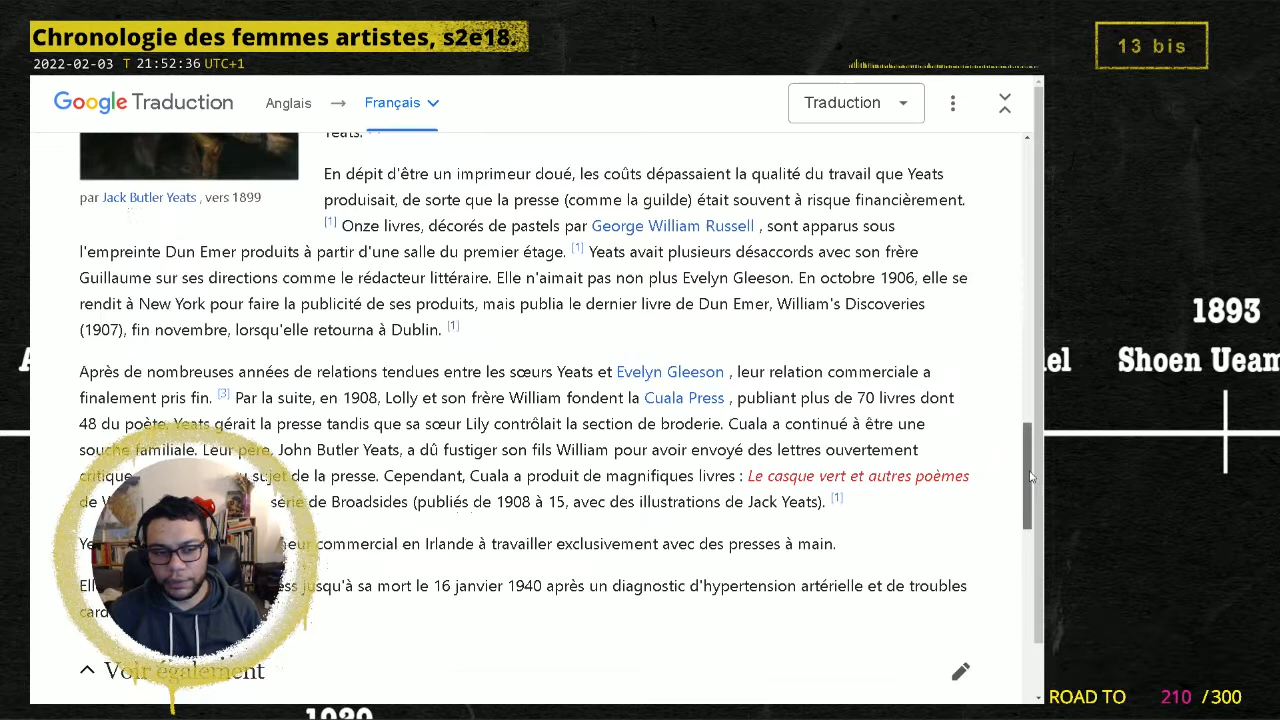 Chronologie des femmes artistes, s2e18.
2022-02-03 T 21:52:36 UTC+1
13 bis
Google Traduction
Anglais → Français
Traduction
Yeats.
En dépit d'être un imprimeur doué, les coûts dépassaient la qualité du travail que Yeats
produisait, de sorte que la presse (comme la guilde) était souvent à risque financièrement.
[1] Onze livres, décorés de pastels par George William Russell , sont apparus sous
par Jack Butler Yeats , vers 1899
l'empreinte Dun Emer produits à partir d'une salle du premier étage. [1] Yeats avait plusieurs désaccords avec son frère
Guillaume sur ses directions comme le rédacteur littéraire. Elle n'aimait pas non plus Evelyn Gleeson. En octobre 1906, elle se
rendit à New York pour faire la publicité de ses produits, mais publia le dernier livre de Dun Emer, William's Discoveries
(1907), fin novembre, lorsqu'elle retourna à Dublin. [1]
Après de nombreuses années de relations tendues entre les sœurs Yeats et Evelyn Gleeson , leur relation commerciale a
finalement pris fin. [3] Par la suite, en 1908, Lolly et son frère William fondent la Cuala Press , publiant plus de 70 livres dont
48 du poète. Yeats gérait la presse tandis que sa sœur Lily contrôlait la section de broderie. Cuala a continué à être une
souche familiale. Leur père, John Butler Yeats, a dû fustiger son fils William pour avoir envoyé des lettres ouvertement
critique sujet de la presse. Cependant, Cuala a produit de magnifiques livres : Le casque vert et autres poèmes
de série de Broadsides (publiés de 1908 à 15, avec des illustrations de Jack Yeats). [1]
commercial en Irlande à travailler exclusivement avec des presses à main.
jusqu'à sa mort le 16 janvier 1940 après un diagnostic d'hypertension artérielle et de troubles
Voir également
1893
Shoen Ueam
ROAD TO 210 / 300